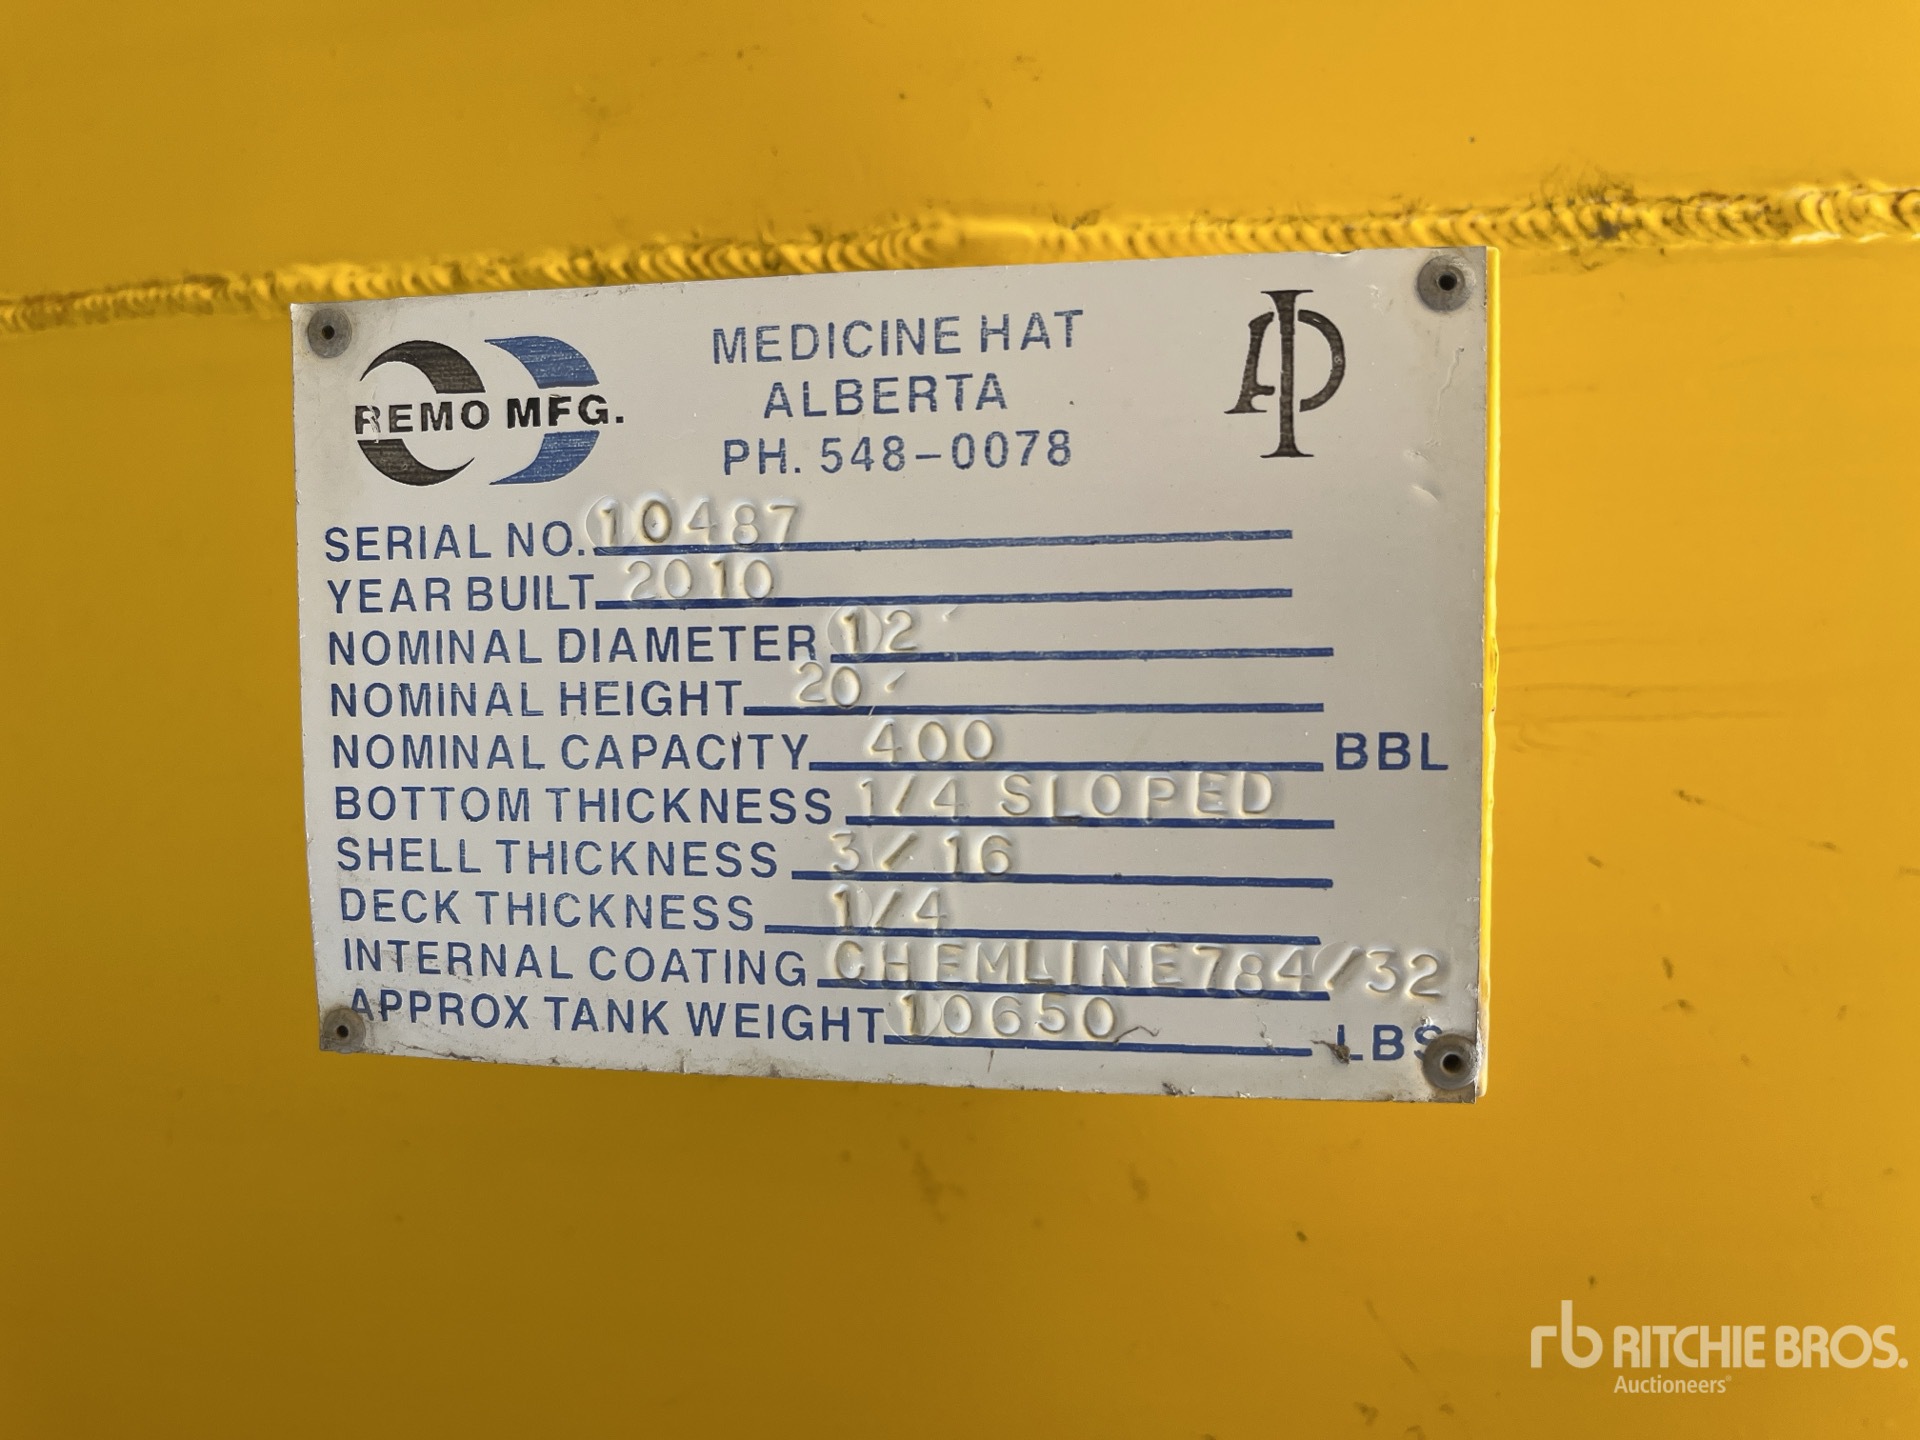 REMO MFG.
MEDICINE HAT
ALBERTA
PH. 548-0078
API
SERIAL NO. 10487
YEAR BUILT 2010
NOMINAL DIAMETER 12'
NOMINAL HEIGHT 20'
NOMINAL CAPACITY 400 BBL
BOTTOM THICKNESS 1/4 SLOPED
SHELL THICKNESS 3/16
DECK THICKNESS 1/4
INTERNAL COATING CHEMLINE784/32
APPROX TANK WEIGHT 10650 LBS
rb RITCHIE BROS.
Auctioneers